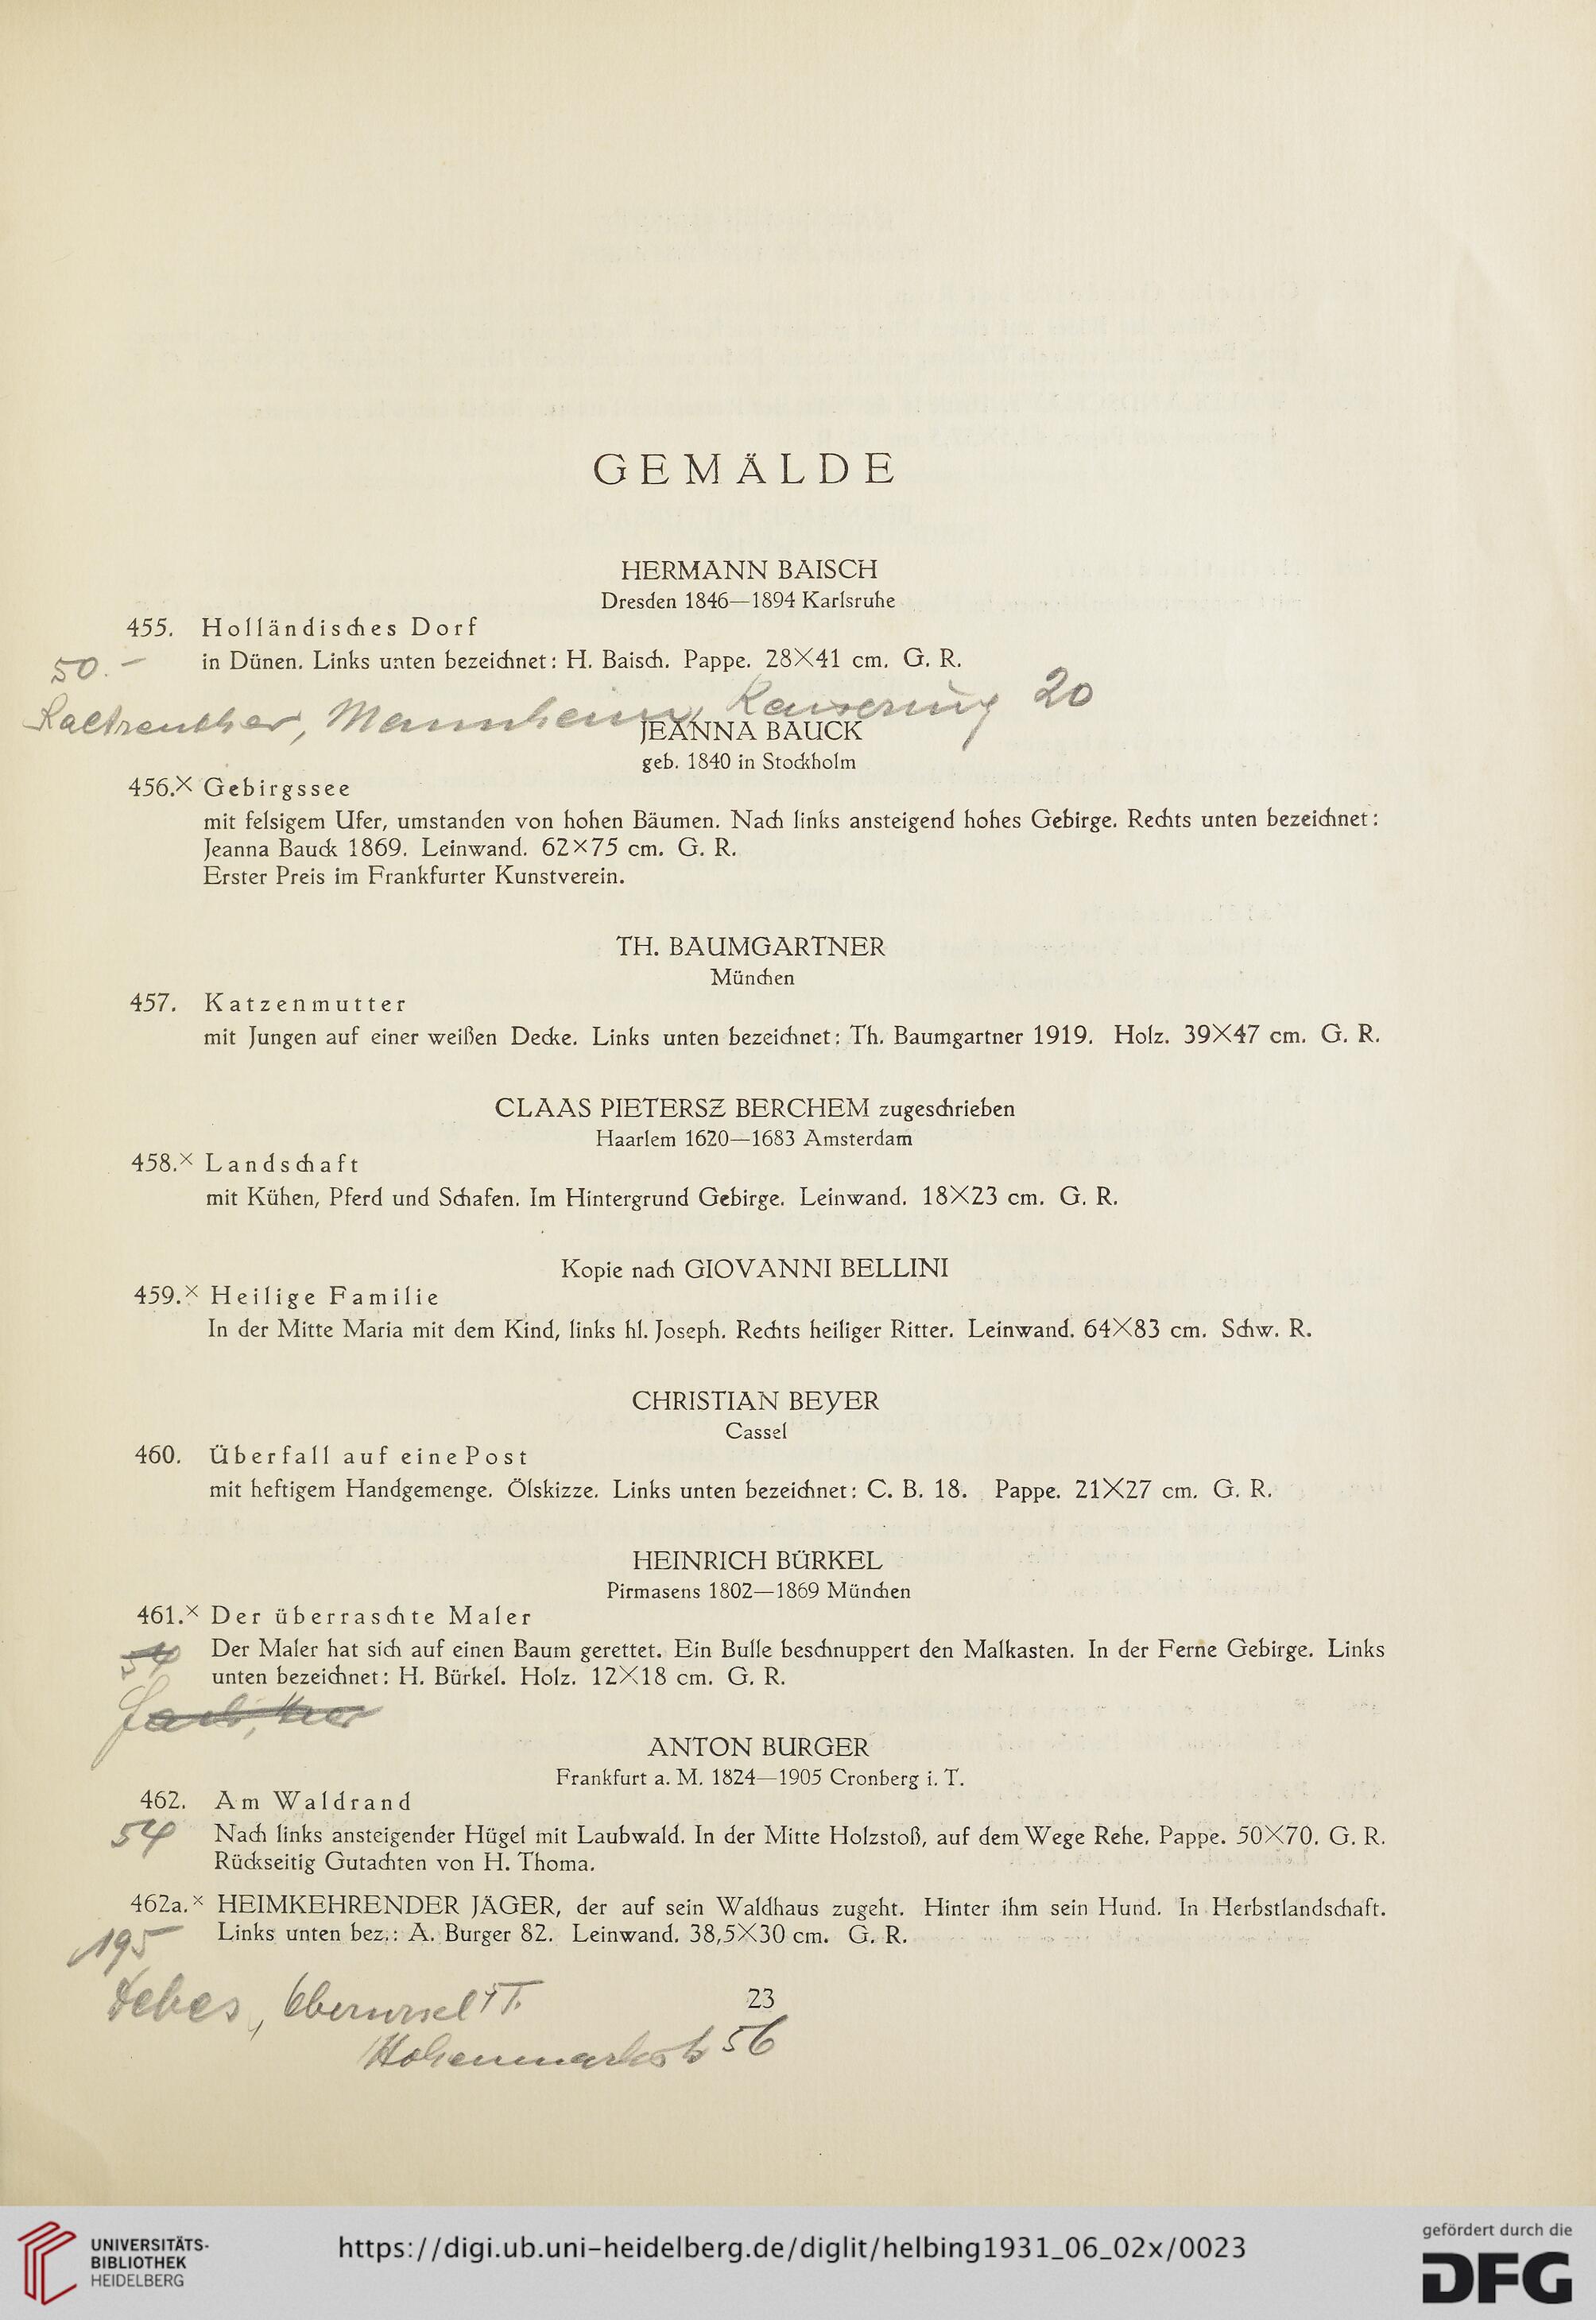 GEMÄLDE
HERMANN BAISCH
Dresden 1846—1894 Karlsruhe
455. Holländisches Dorf
in Dünen. Links unten bezeichnet: H. Baisch. Pappe. 28×41 cm. G. R.
50.-
Mannheim, Kaiserring 20
JEANNA BAUCK
geb. 1840 in Stockholm
456.× Gebirgssee
mit felsigem Ufer, umstanden von hohen Bäumen. Nach links ansteigend hohes Gebirge. Rechts unten bezeichnet:
Jeanna Bauck 1869. Leinwand. 62×75 cm. G. R.
Erster Preis im Frankfurter Kunstverein.
TH. BAUMGARTNER
München
457. Katzenmutter
mit Jungen auf einer weißen Decke. Links unten bezeichnet: Th. Baumgartner 1919. Holz. 39×47 cm. G. R.
CLAAS PIETERSZ BERCHEM zugeschrieben
Haarlem 1620—1683 Amsterdam
458.× Landschaft
mit Kühen, Pferd und Schafen. Im Hintergrund Gebirge. Leinwand. 18×23 cm. G. R.
Kopie nach GIOVANNI BELLINI
459.× Heilige Familie
In der Mitte Maria mit dem Kind, links hl. Joseph. Rechts heiliger Ritter. Leinwand. 64×83 cm. Schw. R.
CHRISTIAN BEYER
Cassel
460. Überfall auf eine Post
mit heftigem Handgemenge. Ölskizze. Links unten bezeichnet: C. B. 18. Pappe. 21×27 cm. G. R.
HEINRICH BÜRKEL
Pirmasens 1802—1869 München
461.× Der überraschte Maler
54 Der Maler hat sich auf einen Baum gerettet. Ein Bulle beschnuppert den Malkasten. In der Ferne Gebirge. Links
unten bezeichnet: H. Bürkel. Holz. 12×18 cm. G. R.
ANTON BURGER
Frankfurt a. M. 1824—1905 Cronberg i. T.
462. Am Waldrand
54 Nach links ansteigender Hügel mit Laubwald. In der Mitte Holzstoß, auf dem Wege Rehe. Pappe. 50×70. G. R.
Rückseitig Gutachten von H. Thoma.
462a.× HEIMKEHRENDER JÄGER, der auf sein Waldhaus zugeht. Hinter ihm sein Hund. In Herbstlandschaft.
195 Links unten bez.: A. Burger 82. Leinwand. 38,5×30 cm. G. R.
Debes, Oberursel i T.
23
Hohenmarkstr 56
UNIVERSITÄTS-
BIBLIOTHEK
HEIDELBERG
https://digi.ub.uni-heidelberg.de/diglit/helbing1931_06_02x/0023
gefördert durch die
DFG